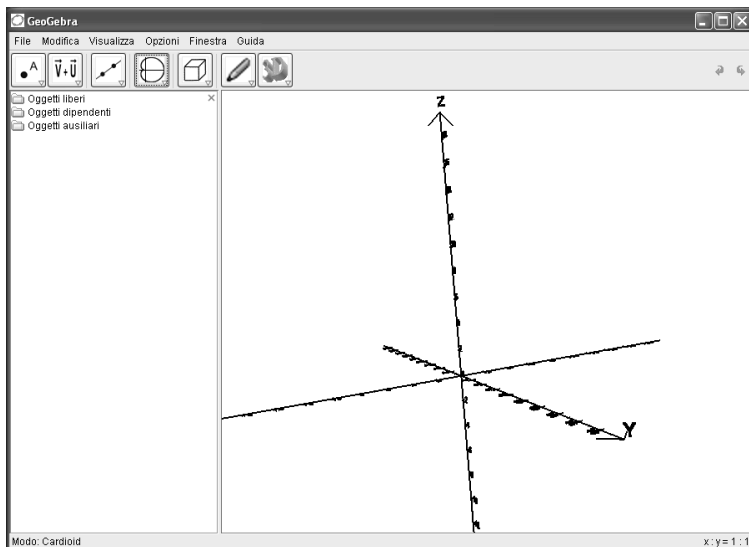 GeoGebra
File Modifica Visualizza Opzioni Finestra Guida
A
V+U
Oggetti liberi
Oggetti dipendenti
Oggetti ausiliari
Z
Y
Modo: Cardioid
x : y = 1 : 1